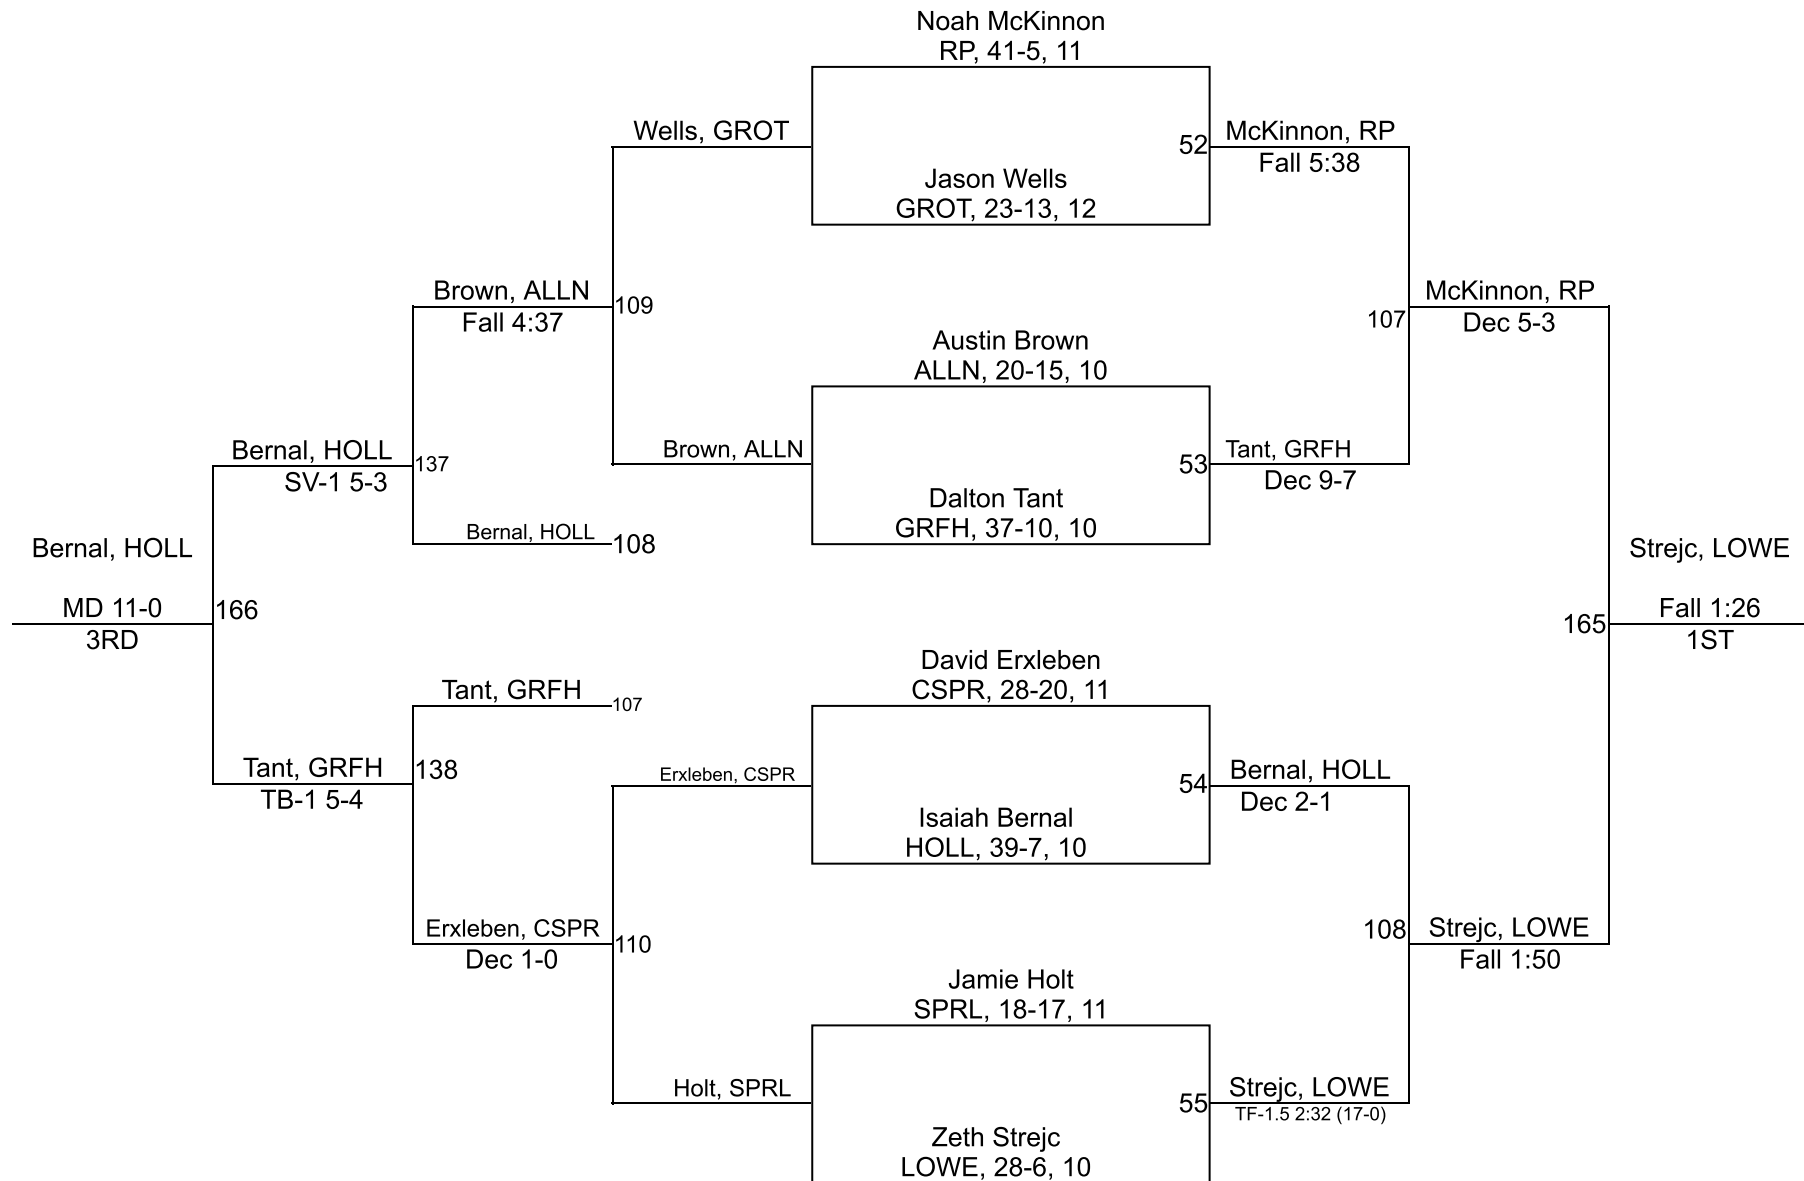 Noah McKinnon
RP, 41-5, 11
Wells, GROT
52
McKinnon, RP
Fall 5:38
Jason Wells
GROT, 23-13, 12
Brown, ALLN
109
Fall 4:37
McKinnon, RP
107
Dec 5-3
Austin Brown
ALLN, 20-15, 10
Bernal, HOLL
137
SV-1 5-3
Brown, ALLN
53
Tant, GRFH
Dec 9-7
Dalton Tant
GRFH, 37-10, 10
Bernal, HOLL
108
Bernal, HOLL
MD 11-0
166
3RD
Strejc, LOWE
165
Fall 1:26
1ST
David Erxleben
CSPR, 28-20, 11
Tant, GRFH
107
Tant, GRFH
138
TB-1 5-4
Erxleben, CSPR
54
Bernal, HOLL
Dec 2-1
Isaiah Bernal
HOLL, 39-7, 10
Erxleben, CSPR
110
Dec 1-0
108
Strejc, LOWE
Fall 1:50
Jamie Holt
SPRL, 18-17, 11
Holt, SPRL
55
Strejc, LOWE
TF-1.5 2:32 (17-0)
Zeth Strejc
LOWE, 28-6, 10